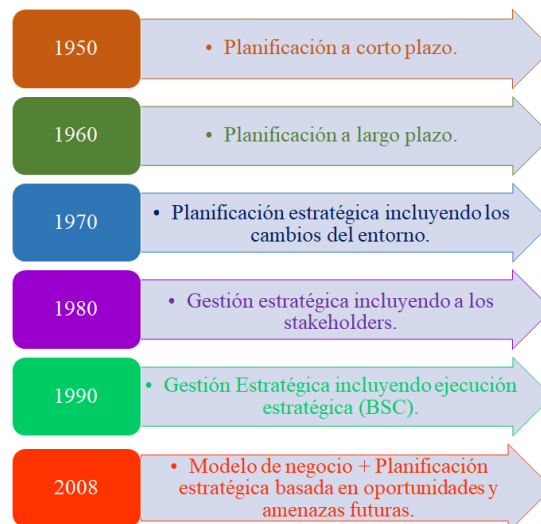 1950
• Planificación a corto plazo.
1960
• Planificación a largo plazo.
1970
• Planificación estratégica incluyendo los
cambios del entorno.
1980
• Gestión estratégica incluyendo a los
stakeholders.
1990
• Gestión Estratégica incluyendo ejecución
estratégica (BSC).
2008
• Modelo de negocio + Planificación
estratégica basada en oportunidades y
amenazas futuras.